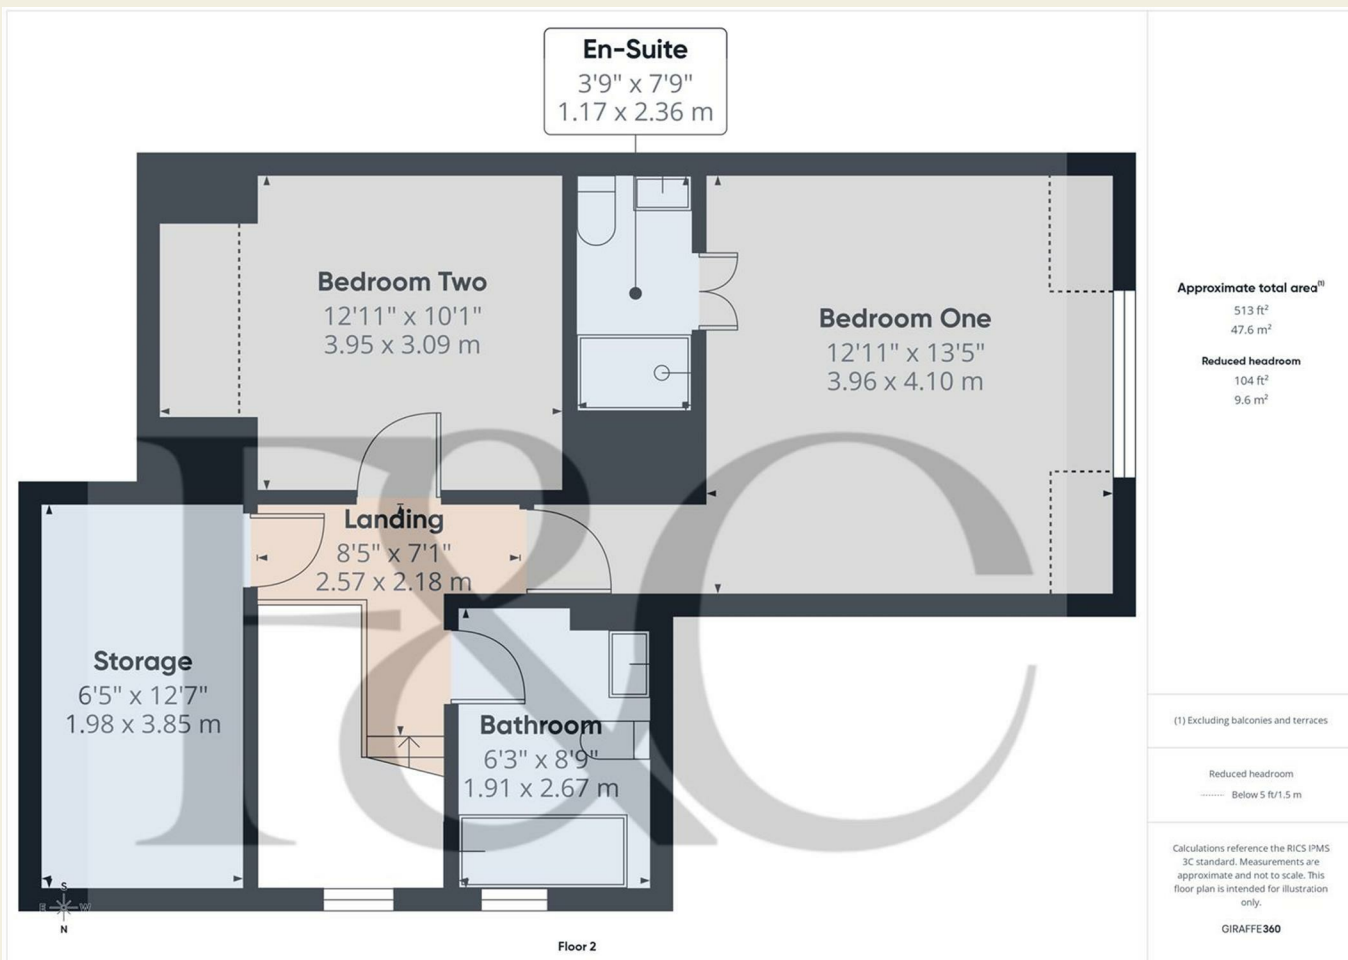 En-Suite
3'9" x 7'9"
1.17 x 2.36 m
Bedroom Two
12'11" x 10'1"
3.95 x 3.09 m
Bedroom One
12'11" x 13'5"
3.96 x 4.10 m
Landing
8'5" x 7'1"
2.57 x 2.18 m
Storage
6'5" x 12'7"
1.98 x 3.85 m
Bathroom
6'3" x 8'9"
1.91 x 2.67 m
F&C
S
E W
N
Floor 2
Approximate total area(1)
513 ft²
47.6 m²
Reduced headroom
104 ft²
9.6 m²
(1) Excluding balconies and terraces
Reduced headroom
Below 5 ft/1.5 m
Calculations reference the RICS IPMS
3C standard. Measurements are
approximate and not to scale. This
floor plan is intended for illustration
only.
GIRAFFE360